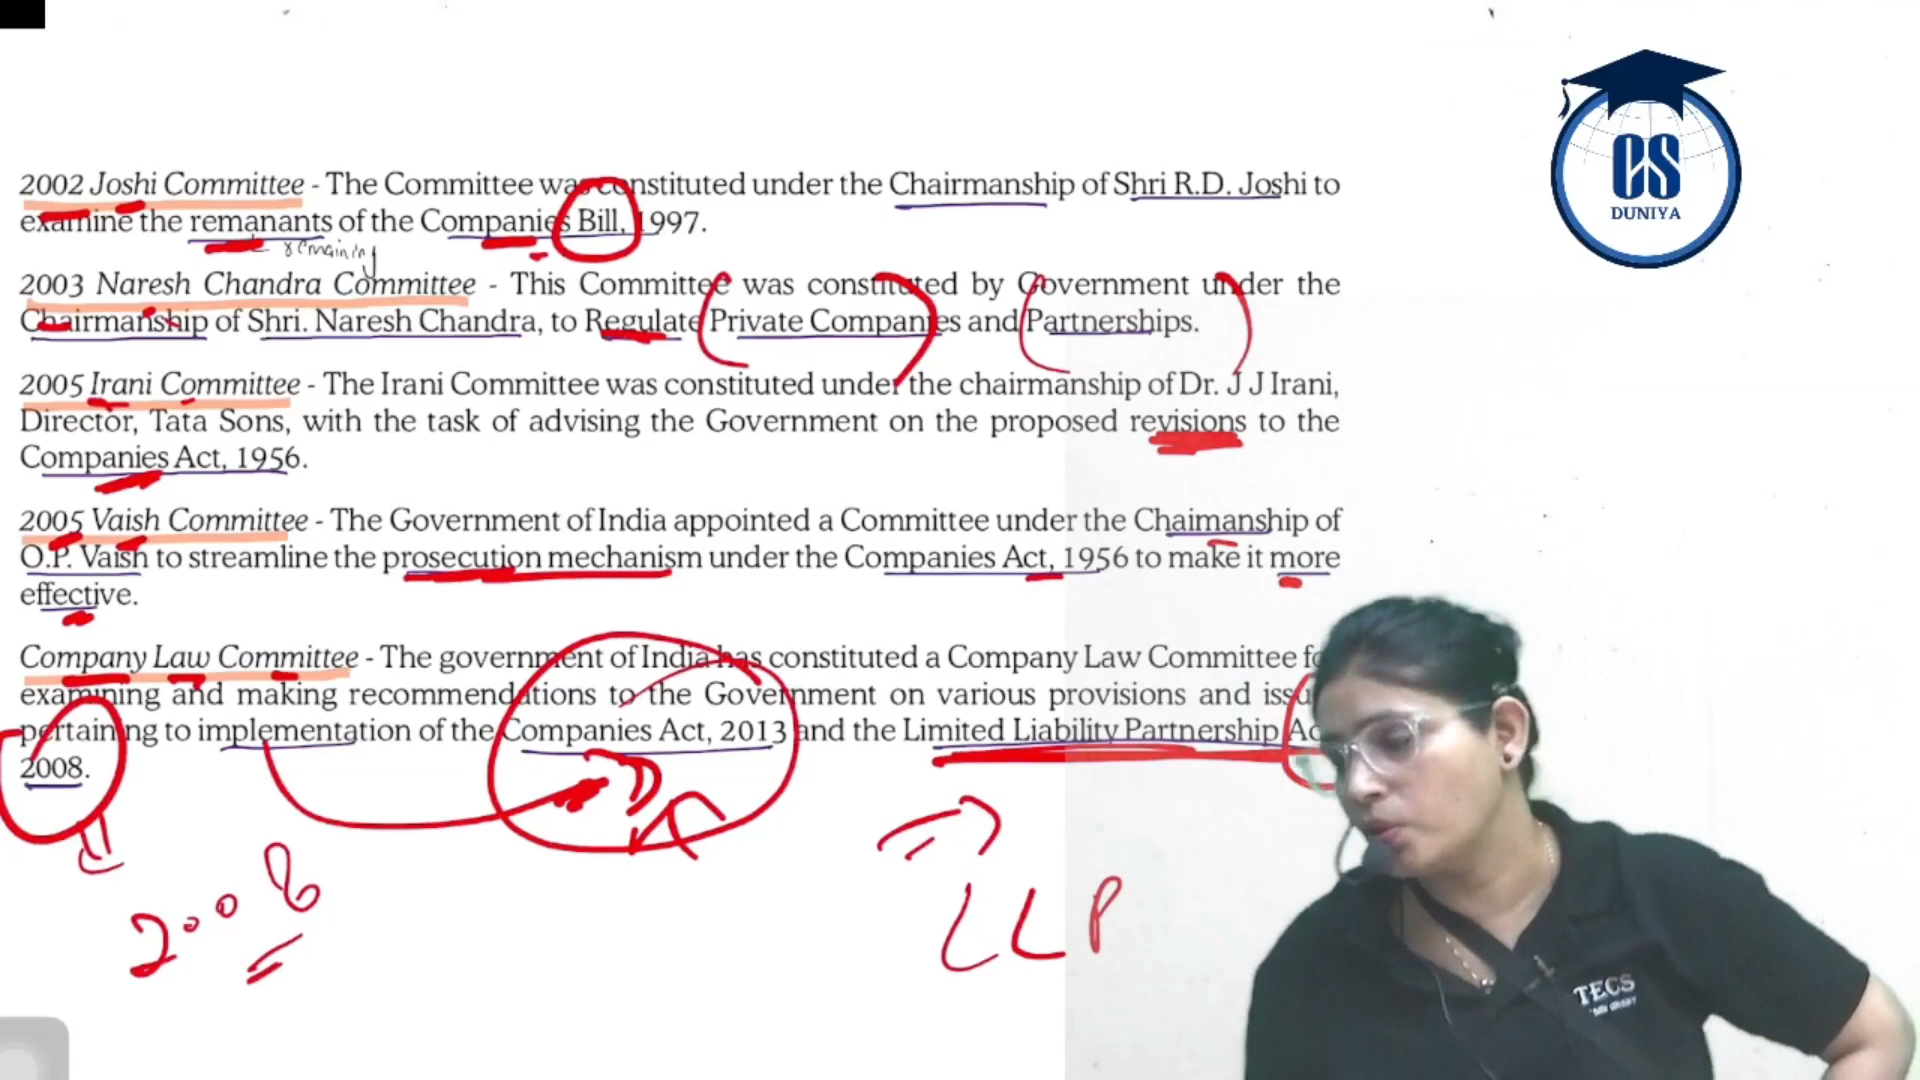 CS
DUNIYA
2002 Joshi Committee - The Committee was constituted under the Chairmanship of Shri R.D. Joshi to
examine the remanants of the Companies Bill, 1997.
remaining
2003 Naresh Chandra Committee - This Committee was constituted by Government under the
Chairmanship of Shri. Naresh Chandra, to Regulate Private Companies and Partnerships.
2005 Irani Committee - The Irani Committee was constituted under the chairmanship of Dr. J J Irani,
Director, Tata Sons, with the task of advising the Government on the proposed revisions to the
Companies Act, 1956.
2005 Vaish Committee - The Government of India appointed a Committee under the Chaimanship of
O.P. Vaish to streamline the prosecution mechanism under the Companies Act, 1956 to make it more
effective.
Company Law Committee - The government of India has constituted a Company Law Committee
examining and making recommendations to the Government on various provisions and
pertaining to implementation of the Companies Act, 2013 and the Limited Liability Partnership
2008.
2008
LLP
TECS